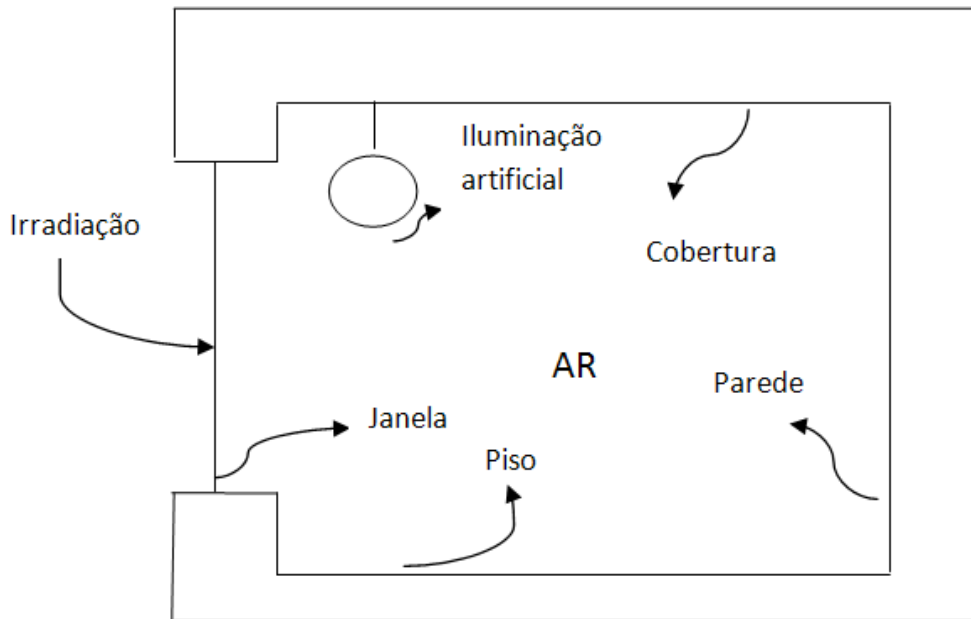 Iluminação
artificial
Irradiação
Cobertura
AR
Parede
Janela
Piso